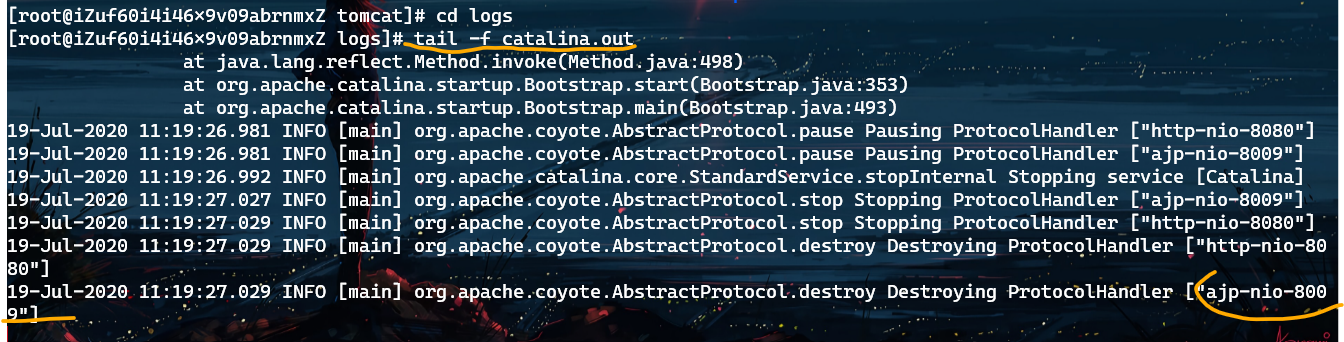 [root@iZuf60i4i46x9v09abrnmxZ tomcat]# cd logs
[root@iZuf60i4i46x9v09abrnmxZ logs]# tail -f catalina.out
at java.lang.reflect.Method.invoke(Method.java:498)
at org.apache.catalina.startup.Bootstrap.start(Bootstrap.java:353)
at org.apache.catalina.startup.Bootstrap.main(Bootstrap.java:493)
19-Jul-2020 11:19:26.981 INFO [main] org.apache.coyote.AbstractProtocol.pause Pausing ProtocolHandler ["http-nio-8080"]
19-Jul-2020 11:19:26.981 INFO [main] org.apache.coyote.AbstractProtocol.pause Pausing ProtocolHandler ["ajp-nio-8009"]
19-Jul-2020 11:19:26.992 INFO [main] org.apache.catalina.core.StandardService.stopInternal Stopping service [Catalina]
19-Jul-2020 11:19:27.027 INFO [main] org.apache.coyote.AbstractProtocol.stop Stopping ProtocolHandler ["ajp-nio-8009"]
19-Jul-2020 11:19:27.029 INFO [main] org.apache.coyote.AbstractProtocol.stop Stopping ProtocolHandler ["http-nio-8080"]
19-Jul-2020 11:19:27.029 INFO [main] org.apache.coyote.AbstractProtocol.destroy Destroying ProtocolHandler ["http-nio-80
80"]
19-Jul-2020 11:19:27.029 INFO [main] org.apache.coyote.AbstractProtocol.destroy Destroying ProtocolHandler ["ajp-nio-800
9"]